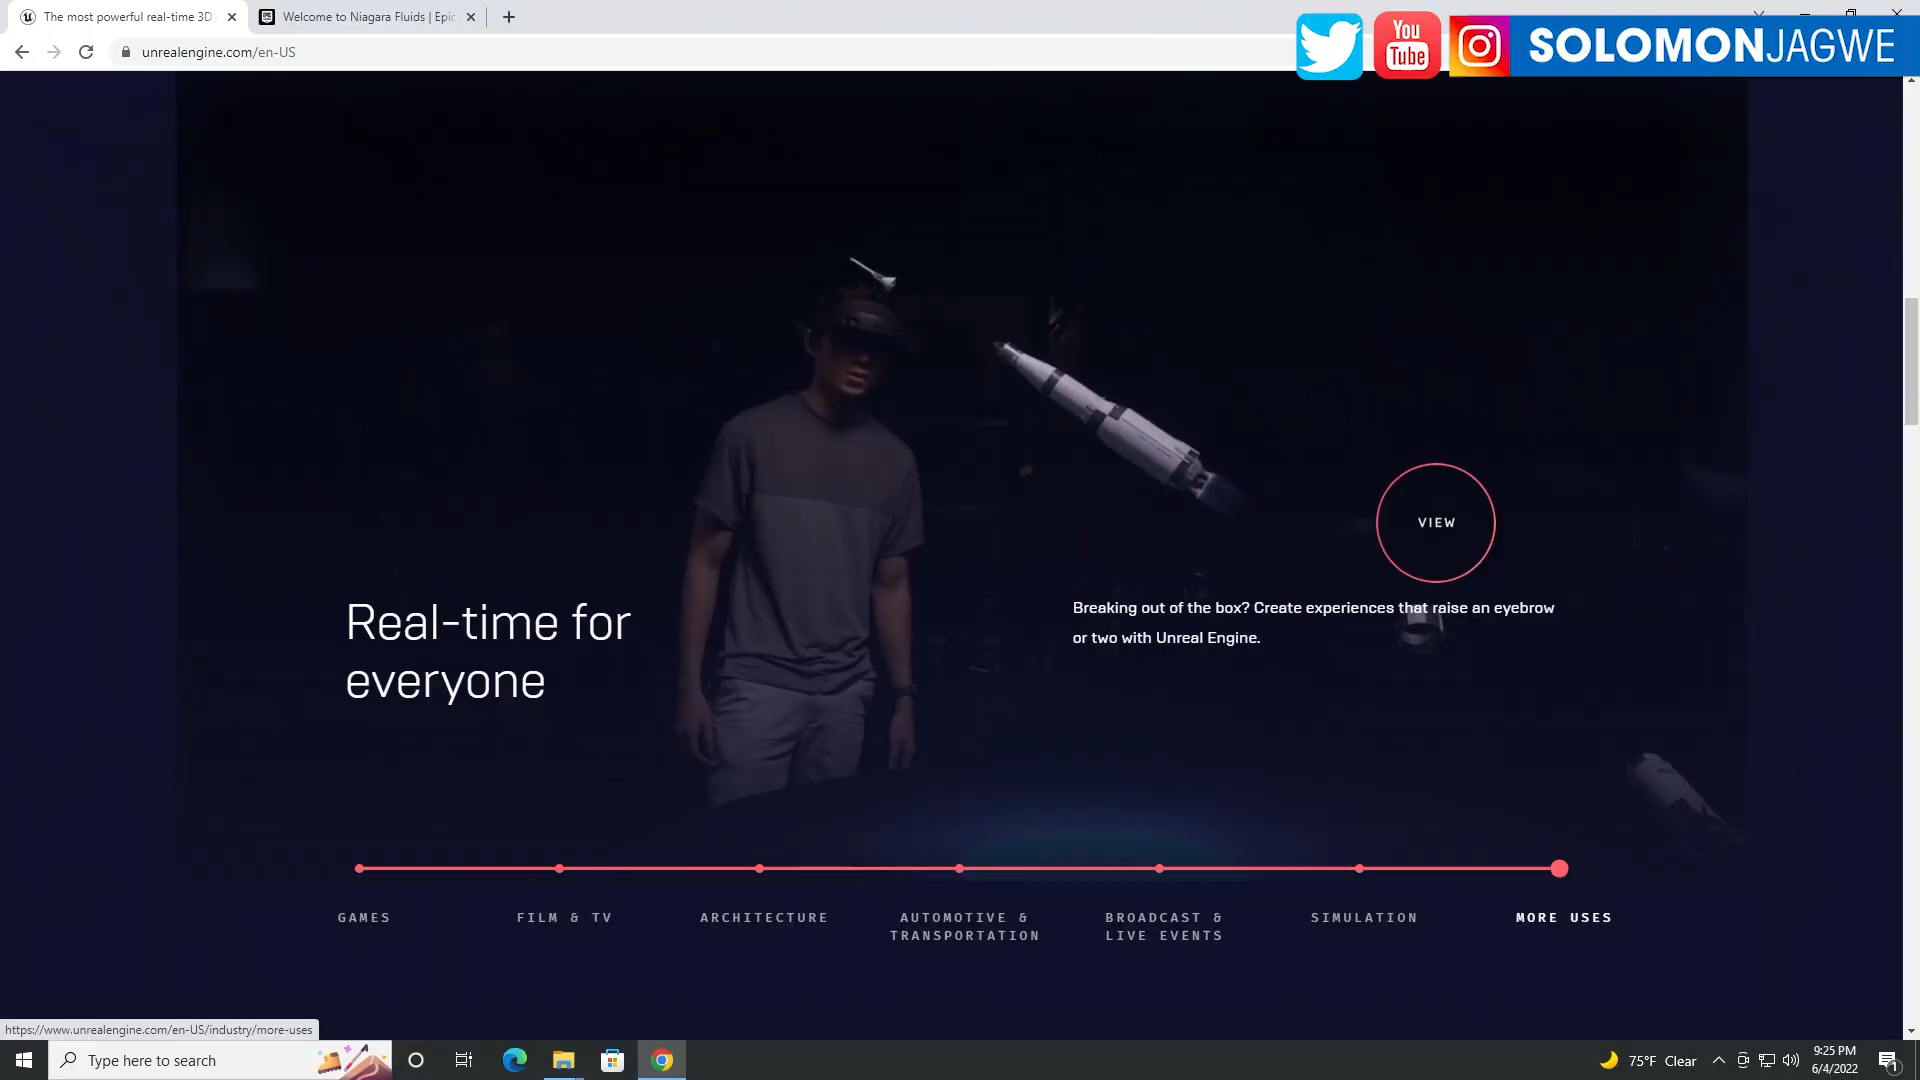 The most powerful real-time 3D
Welcome to Niagara Fluids | Epic
unrealengine.com/en-US
You
Tube
SOLOMONJAGWE
VIEW
Real-time for
everyone
Breaking out of the box? Create experiences that raise an eyebrow
or two with Unreal Engine.
GAMES
FILM & TV
ARCHITECTURE
AUTOMOTIVE &
TRANSPORTATION
BROADCAST &
LIVE EVENTS
SIMULATION
MORE USES
https://www.unrealengine.com/en-US/industry/more-uses
Type here to search
75°F Clear
9:25 PM
6/4/2022
1